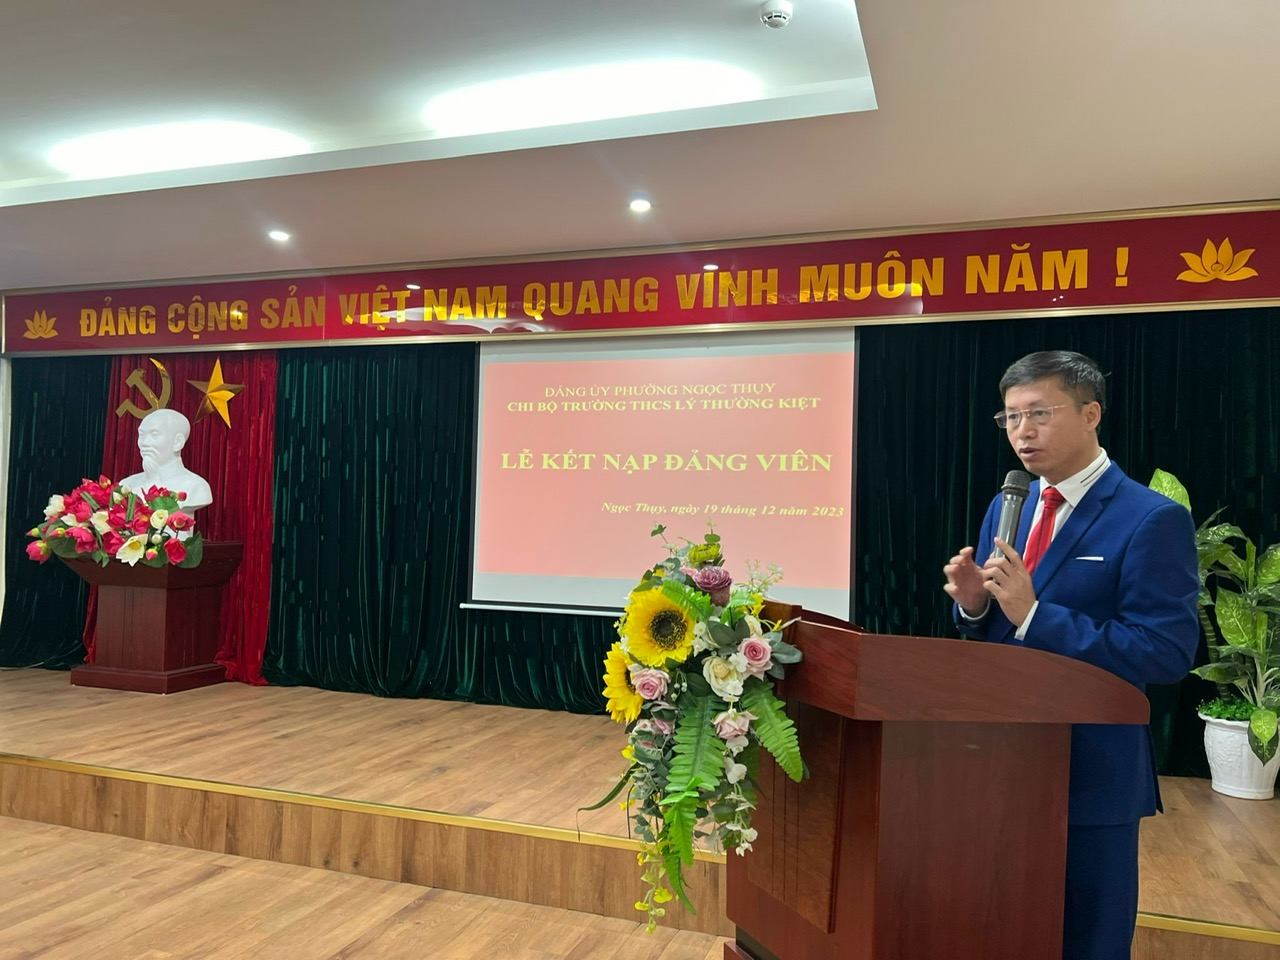 ĐẢNG CỘNG SẢN VIỆT NAM QUANG VINH MUÔN NĂM !
ĐẢNG ỦY PHƯỜNG NGỌC THỤY
CHI BỘ TRƯỜNG THCS LÝ THƯỜNG KIỆT
LỄ KẾT NẠP ĐẢNG VIÊN
Ngọc Thụy, ngày 19 tháng 12 năm 2023